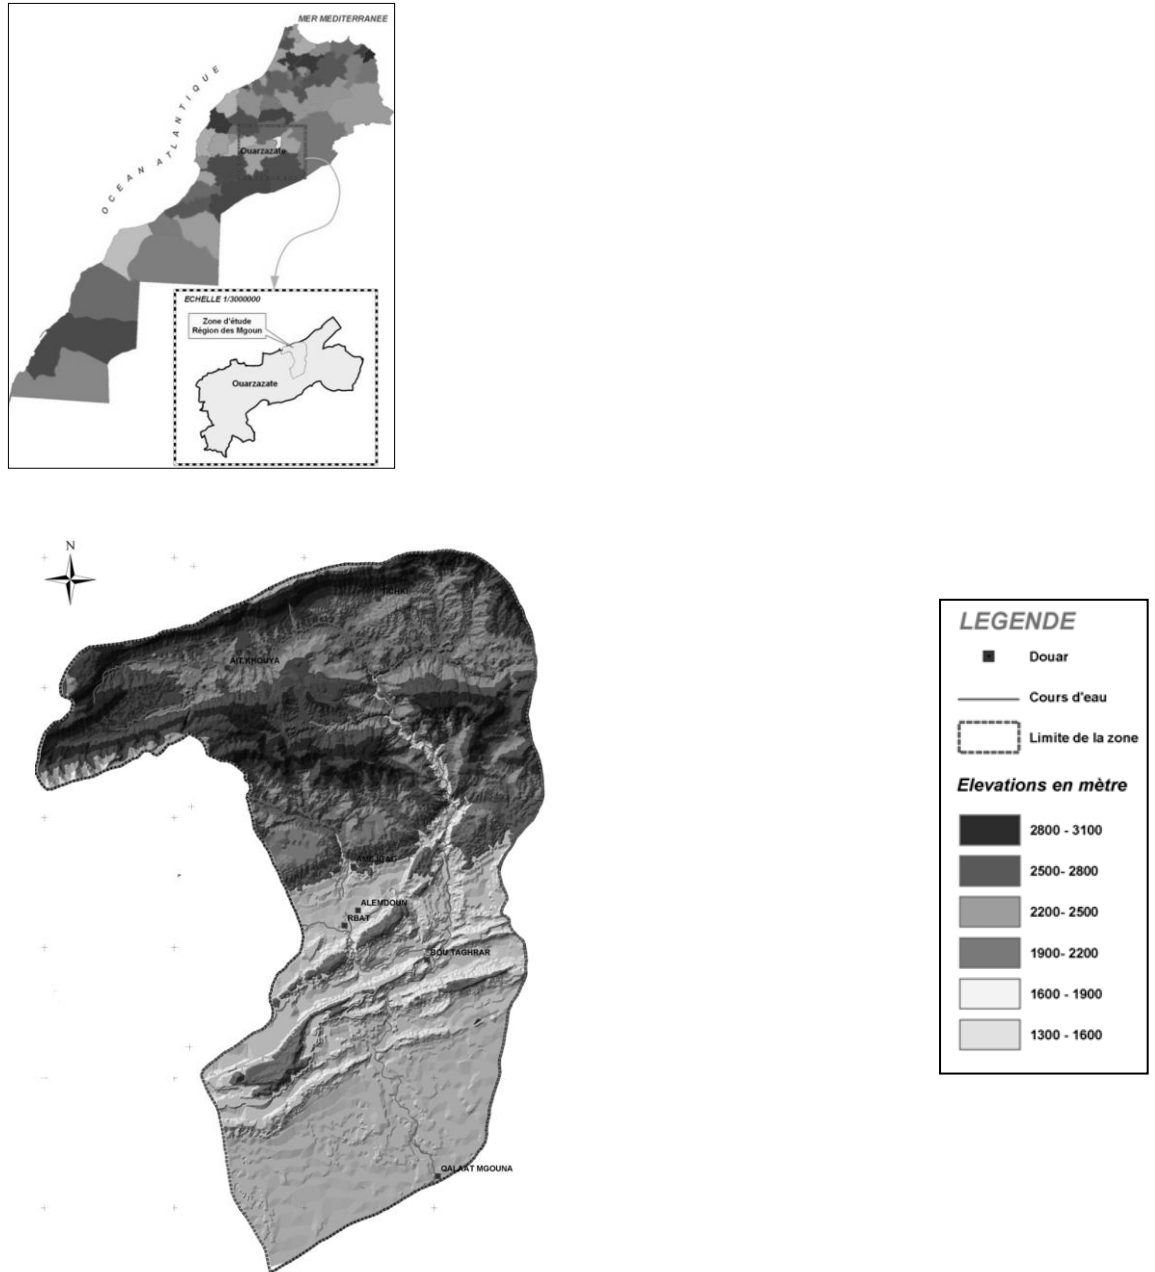 MER MEDITERRANEE
OCEAN ATLANTIQUE
Ouarzazate
ECHELLE 1/3000000
Zone d'étude
Région des Mgoun
Ouarzazate
N
TICHKI
AIT KHOUYA
ALEMDOUN
RBAT
BOU TAGHRAR
QALAAT MGOUNA
LEGENDE
Douar
Cours d'eau
Limite de la zone
Elevations en mètre
2800 - 3100
2500- 2800
2200- 2500
1900- 2200
1600 - 1900
1300 - 1600